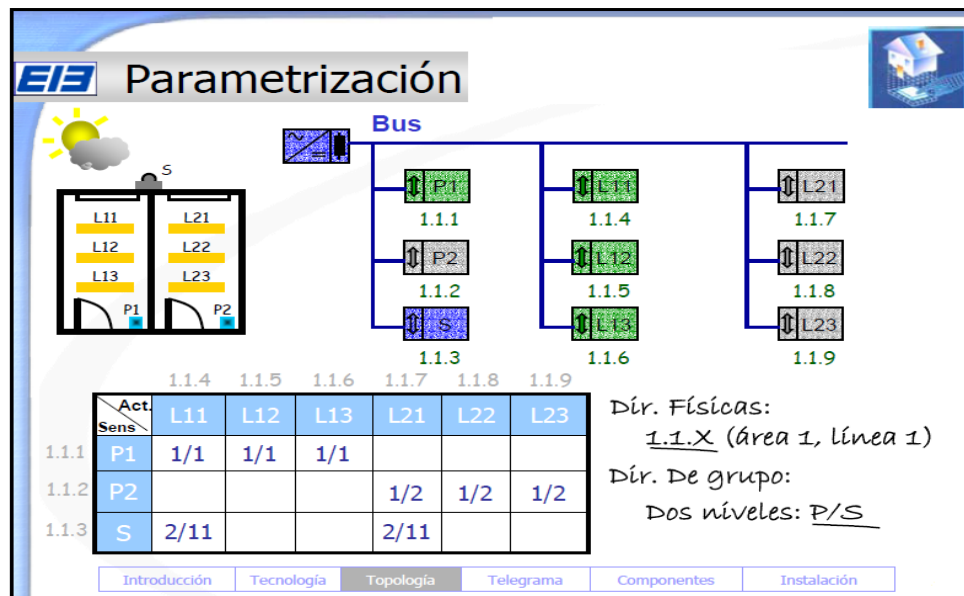 EIB Parametrización
Bus
S
L11 L21
L12 L22
L13 L23
P1 P2
P1 L11 L21
1.1.1 1.1.4 1.1.7
P2 L12 L22
1.1.2 1.1.5 1.1.8
S L13 L23
1.1.3 1.1.6 1.1.9
1.1.4 1.1.5 1.1.6 1.1.7 1.1.8 1.1.9
Act. Sens L11 L12 L13 L21 L22 L23
1.1.1 P1 1/1 1/1 1/1
1.1.2 P2 1/2 1/2 1/2
1.1.3 S 2/11 2/11
Dir. Físicas:
1.1.X (área 1, línea 1)
Dir. De grupo:
Dos niveles: P/S
Introducción Tecnología Topología Telegrama Componentes Instalación